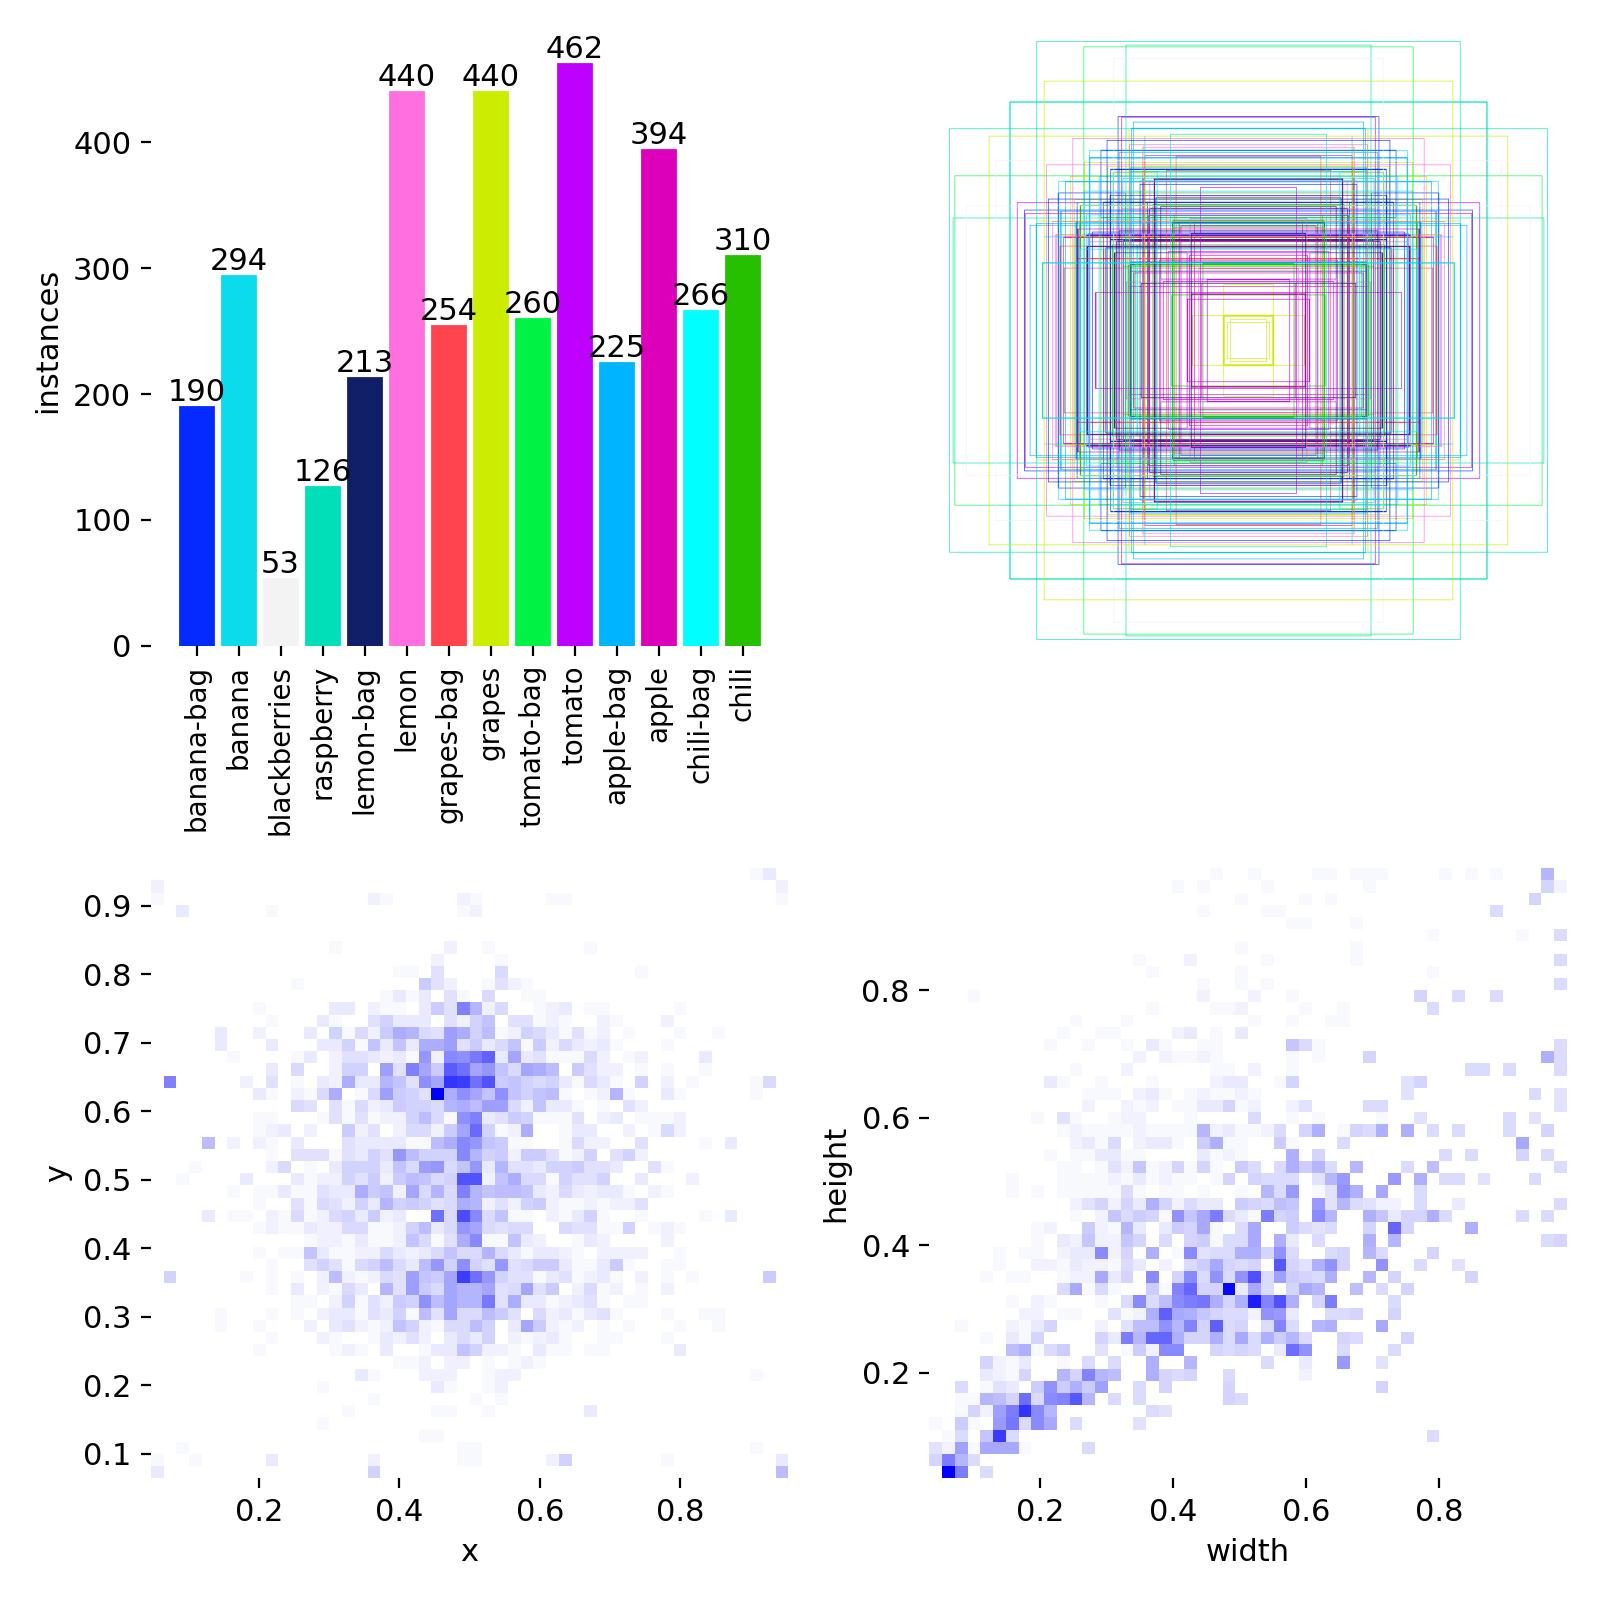 462
440 440
394
400
310
294
300
266
254 260
225
213
200
190
126
100
53
0
instances
banana-bag
banana
blackberries
raspberry
lemon-bag
lemon
grapes-bag
grapes
tomato-bag
tomato
apple-bag
apple
chili-bag
chili
0.9
0.8
0.7
0.6
0.5
0.4
0.3
0.2
0.1
y
0.2 0.4 0.6 0.8
x
0.8
0.6
0.4
0.2
height
0.2 0.4 0.6 0.8
width